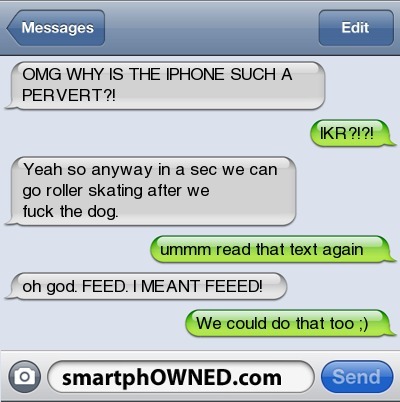 Messages
Edit
OMG WHY IS THE IPHONE SUCH A
PERVERT?!
IKR?!?!
Yeah so anyway in a sec we can
go roller skating after we
fuck the dog.
ummm read that text again
oh god. FEED. I MEANT FEEED!
We could do that too ;)
smartphOWNED.com
Send